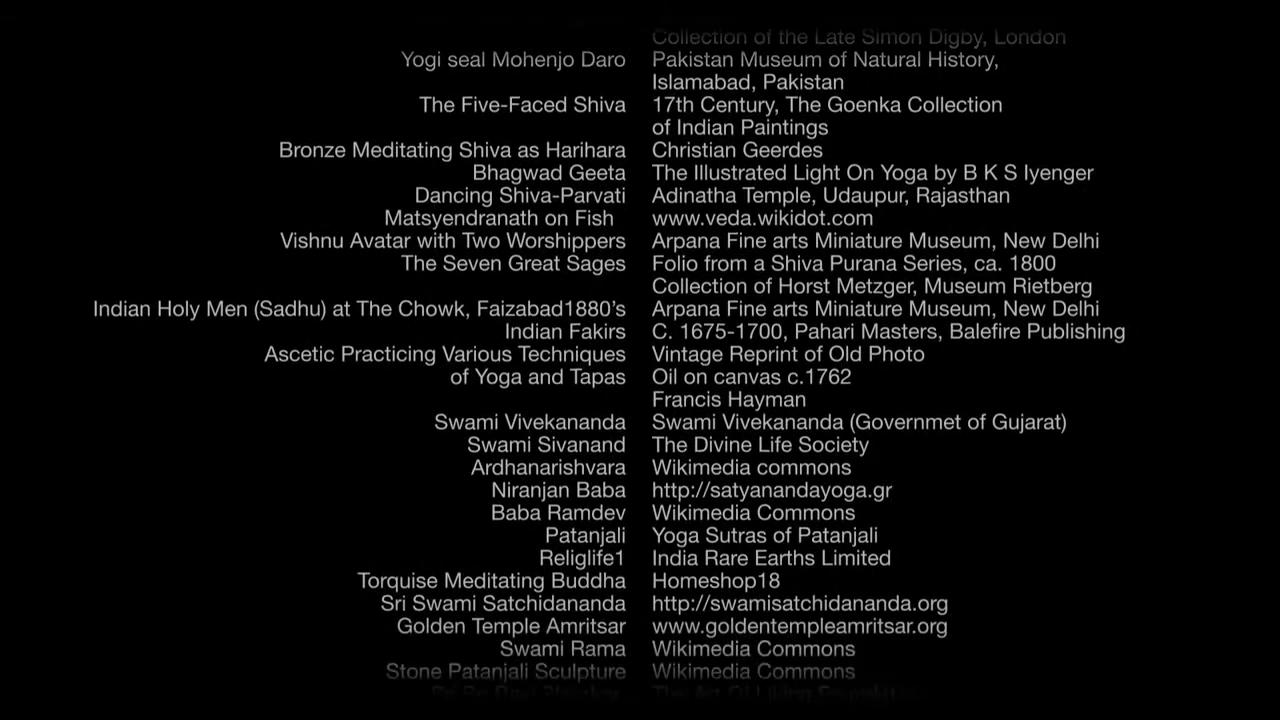 Collection of the Late Simon Digby, London
Yogi seal Mohenjo Daro Pakistan Museum of Natural History,
Islamabad, Pakistan
The Five-Faced Shiva 17th Century, The Goenka Collection
of Indian Paintings
Bronze Meditating Shiva as Harihara Christian Geerdes
Bhagwad Geeta The Illustrated Light On Yoga by B K S Iyenger
Dancing Shiva-Parvati Adinatha Temple, Udaupur, Rajasthan
Matsyendranath on Fish www.veda.wikidot.com
Vishnu Avatar with Two Worshippers Arpana Fine arts Miniature Museum, New Delhi
The Seven Great Sages Folio from a Shiva Purana Series, ca. 1800
Collection of Horst Metzger, Museum Rietberg
Indian Holy Men (Sadhu) at The Chowk, Faizabad1880's Arpana Fine arts Miniature Museum, New Delhi
Indian Fakirs C. 1675-1700, Pahari Masters, Balefire Publishing
Ascetic Practicing Various Techniques Vintage Reprint of Old Photo
of Yoga and Tapas Oil on canvas c.1762
Francis Hayman
Swami Vivekananda Swami Vivekananda (Governmet of Gujarat)
Swami Sivanand The Divine Life Society
Ardhanarishvara Wikimedia commons
Niranjan Baba http://satyanandayoga.gr
Baba Ramdev Wikimedia Commons
Patanjali Yoga Sutras of Patanjali
Religlife1 India Rare Earths Limited
Torquise Meditating Buddha Homeshop18
Sri Swami Satchidananda http://swamisatchidananda.org
Golden Temple Amritsar www.goldentempleamritsar.org
Swami Rama Wikimedia Commons
Stone Patanjali Sculpture Wikimedia Commons